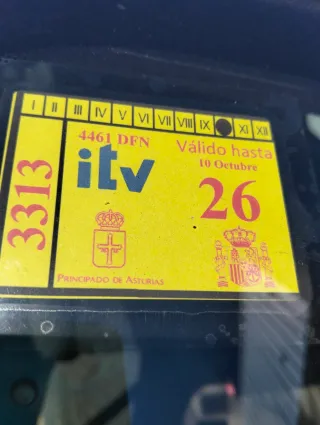 I II III IV V VI VII VIII IX XI XII
4461 DFN
itv
Válido hasta
10 Octubre
26
3313
PRINCIPADO DE ASTURIAS